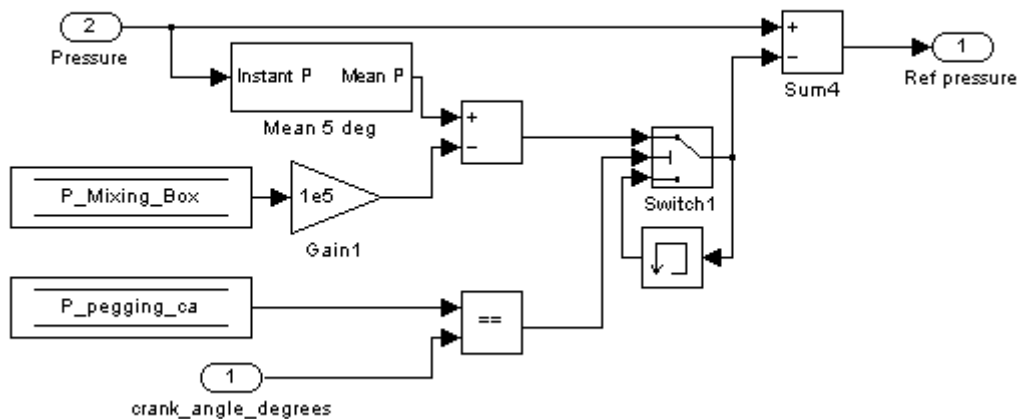 2
Pressure
Instant P
Mean P
Mean 5 deg
+
−
Sum4
1
Ref pressure
+
−
P_Mixing_Box
1e5
Gain1
Switch1
P_pegging_ca
==
1
crank_angle_degrees